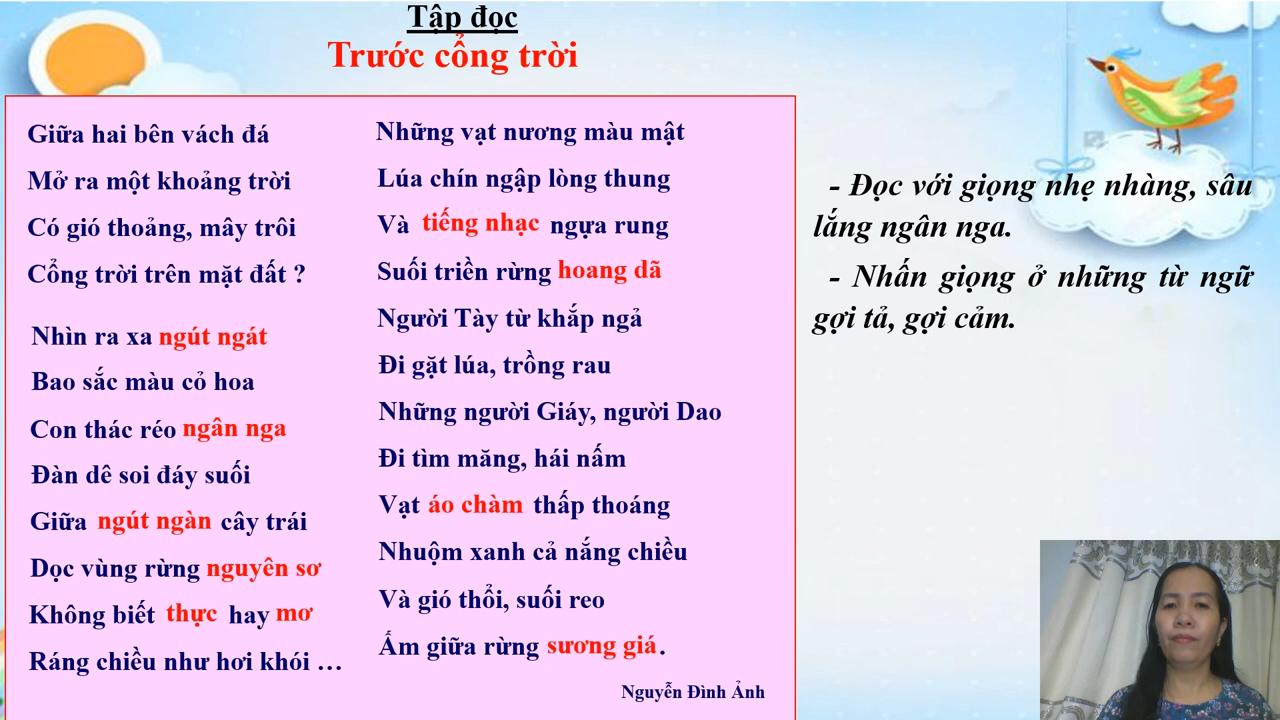 Tập đọc
Trước cổng trời
Giữa hai bên vách đá
Mở ra một khoảng trời
Có gió thoảng, mây trôi
Cổng trời trên mặt đất ?
Nhìn ra xa ngút ngát
Bao sắc màu cỏ hoa
Con thác réo ngân nga
Đàn dê soi đáy suối
Giữa ngút ngàn cây trái
Dọc vùng rừng nguyên sơ
Không biết thực hay mơ
Ráng chiều như hơi khói …
Những vạt nương màu mật
Lúa chín ngập lòng thung
Và tiếng nhạc ngựa rung
Suối triền rừng hoang dã
Người Tày từ khắp ngả
Đi gặt lúa, trồng rau
Những người Giáy, người Dao
Đi tìm măng, hái nấm
Vạt áo chàm thấp thoáng
Nhuộm xanh cả nắng chiều
Và gió thổi, suối reo
Ấm giữa rừng sương giá.
Nguyễn Đình Ảnh
- Đọc với giọng nhẹ nhàng, sâu
lắng ngân nga.
- Nhấn giọng ở những từ ngữ
gợi tả, gợi cảm.